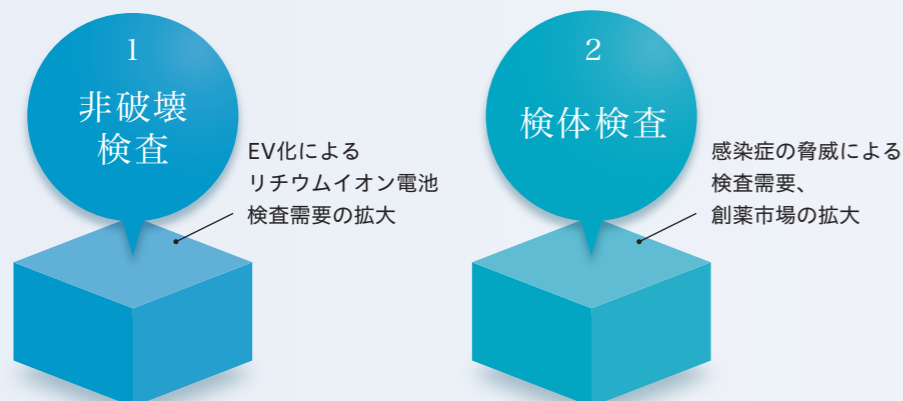 1
非破壊
検査
EV化による
リチウムイオン電池
検査需要の拡大
2
検体検査
感染症の脅威による
検査需要、
創薬市場の拡大